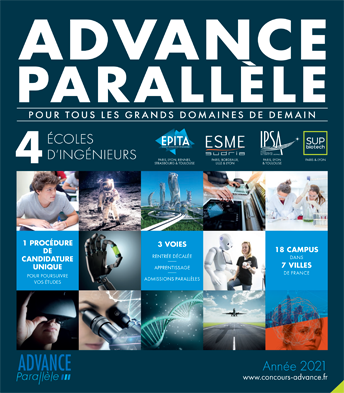 ADVANCE
PARALLÈLE
POUR TOUS LES GRANDS DOMAINES DE DEMAIN
4 ÉCOLES
D'INGÉNIEURS
EPITA
PARIS, RENNES,
STRASBOURG & TOULOUSE
ESME
sudria
PARIS, BORDEAUX,
LILLE & LYON
IPSA
PARIS, LYON
& TOULOUSE
SUP
biotech
PARIS & LYON
1 PROCÉDURE
DE
CANDIDATURE
UNIQUE
POUR POURSUIVRE
VOS ÉTUDES
3 VOIES
RENTRÉE DÉCALÉE
APPRENTISSAGE
ADMISSIONS PARALLÈLES
18 CAMPUS
DANS
7 VILLES
DE FRANCE
ADVANCE
Parallèle
Année 2021
www.concours-advance.fr